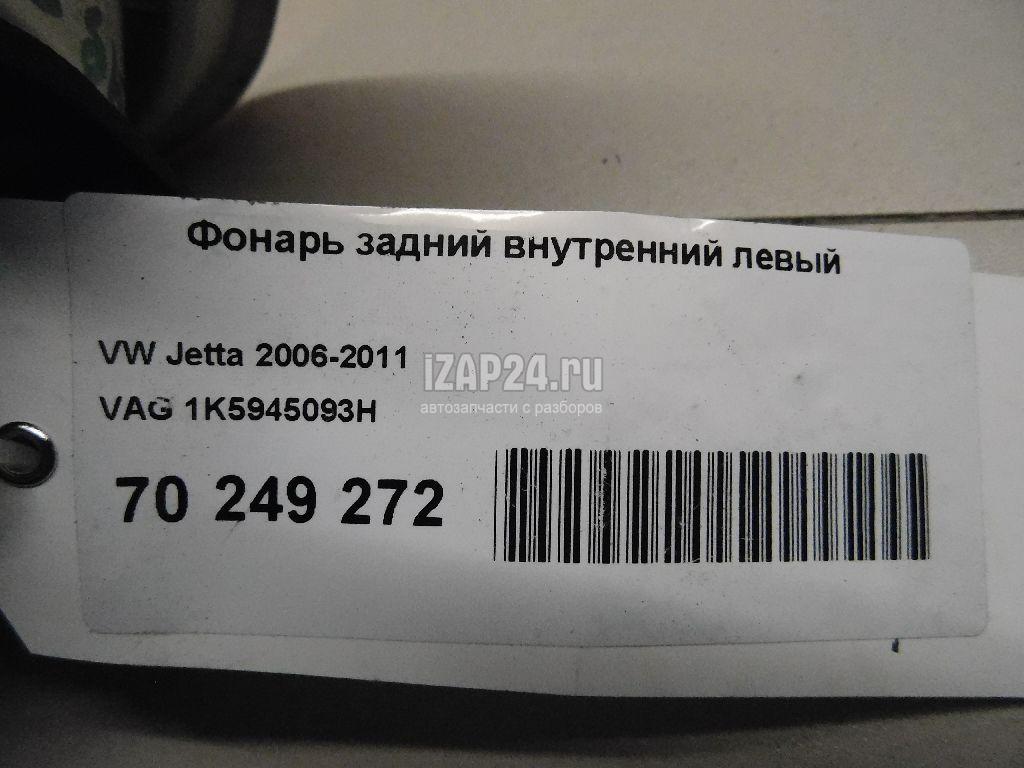 Фонарь задний внутренний левый
VW Jetta 2006-2011
iZAP24.ru
VAG 1K5945093H
автозапчасти с разборов
70 249 272